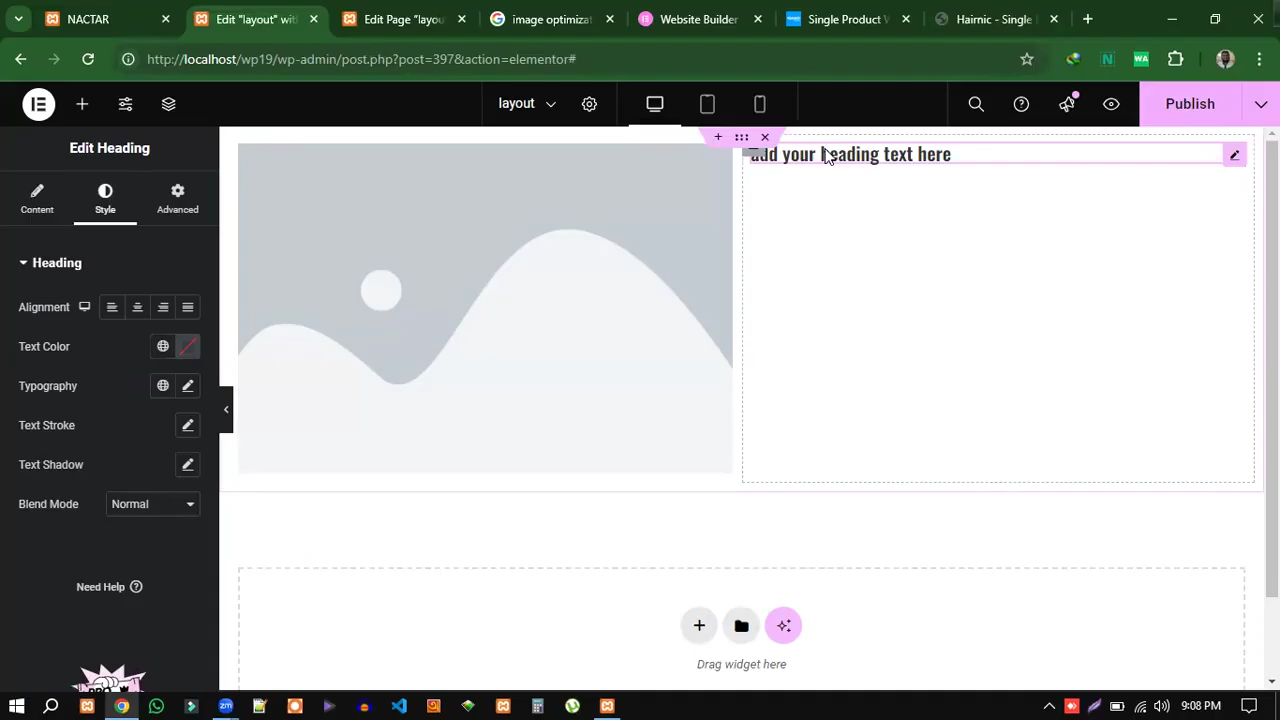 NACTAR
Edit "layout" with
Edit Page "layou
image optimizat
Website Builder
Single Product V
Hairnic - Single
http://localhost/wp19/wp-admin/post.php?post=397&action=elementor#
N
WA
layout
Publish
Edit Heading
Content
Style
Advanced
Heading
Alignment
Text Color
Typography
Text Stroke
Text Shadow
Blend Mode
Normal
Need Help
add your heading text here
Drag widget here
9:08 PM